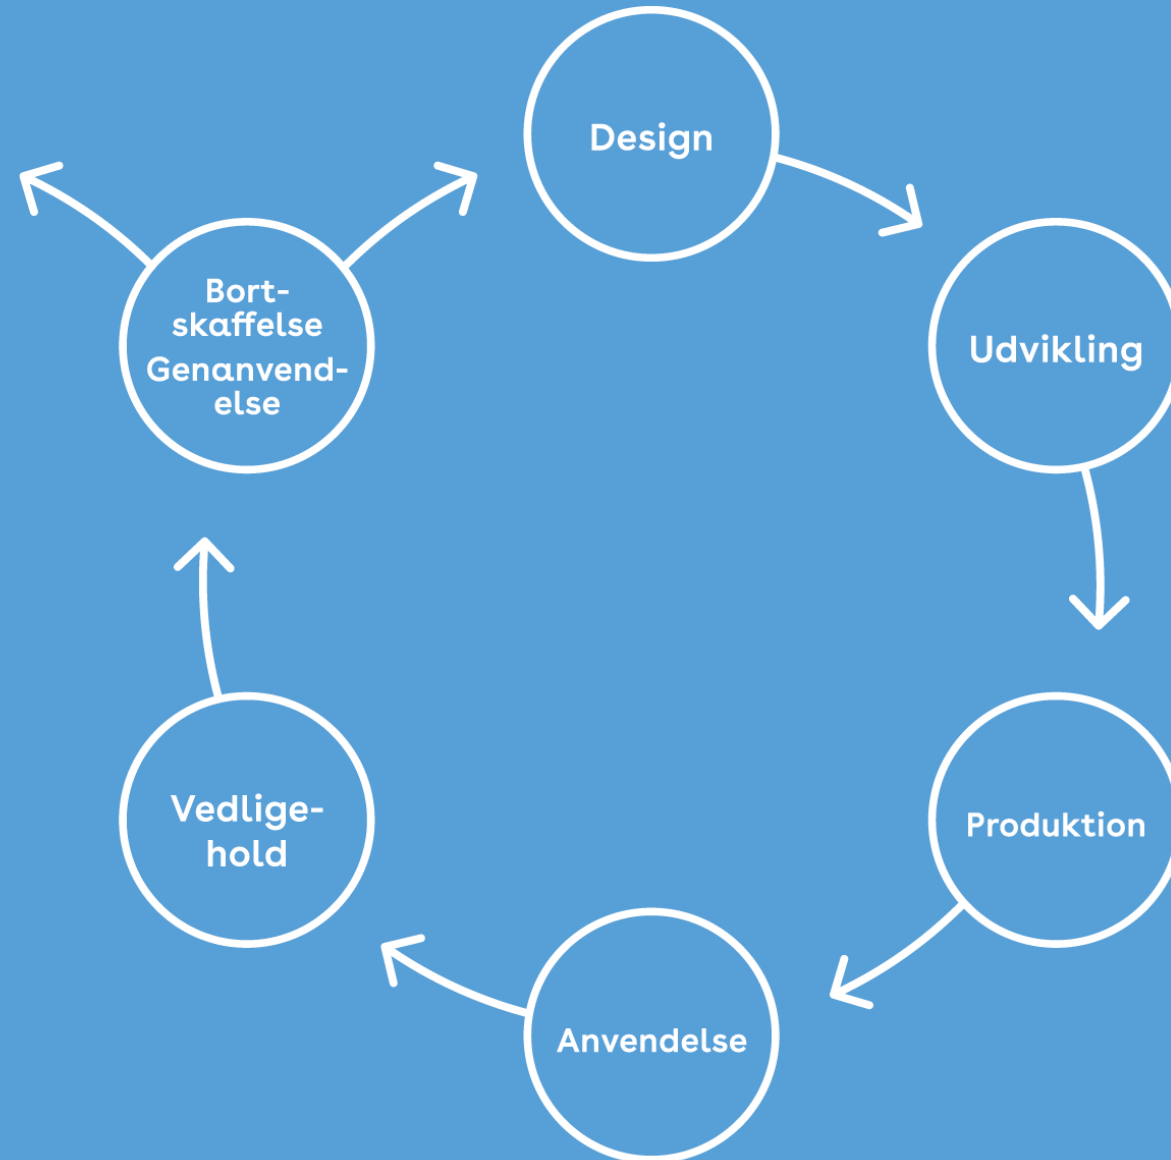 Design
Udvikling
Produktion
Anvendelse
Vedlige-
hold
Bort-
skaffelse
Genanvend-
else